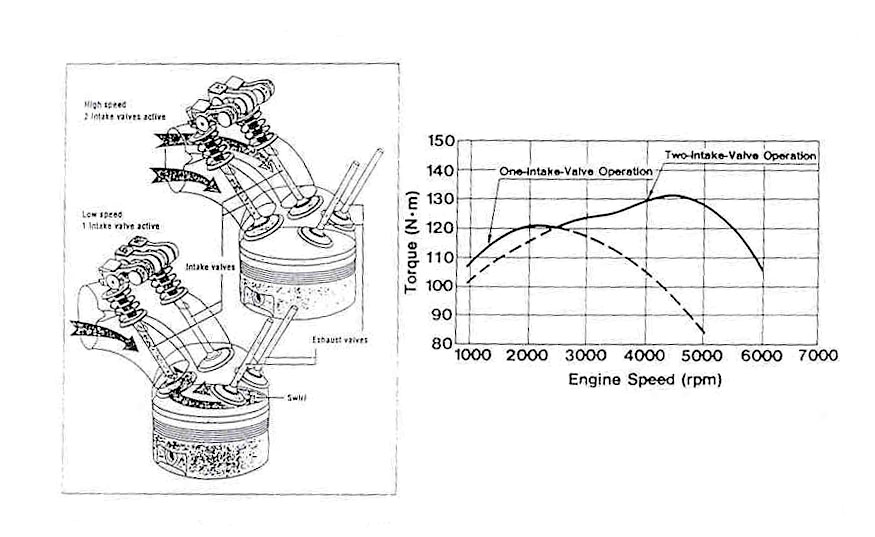 High speed
2 Intake valves active
Low speed
1 Intake valve active
Intake valves
Exhaust valves
Swirl
150
140
130
120
110
100
90
80
Torque (N·m)
One-Intake-Valve Operation
Two-Intake-Valve Operation
1000 2000 3000 4000 5000 6000 7000
Engine Speed (rpm)